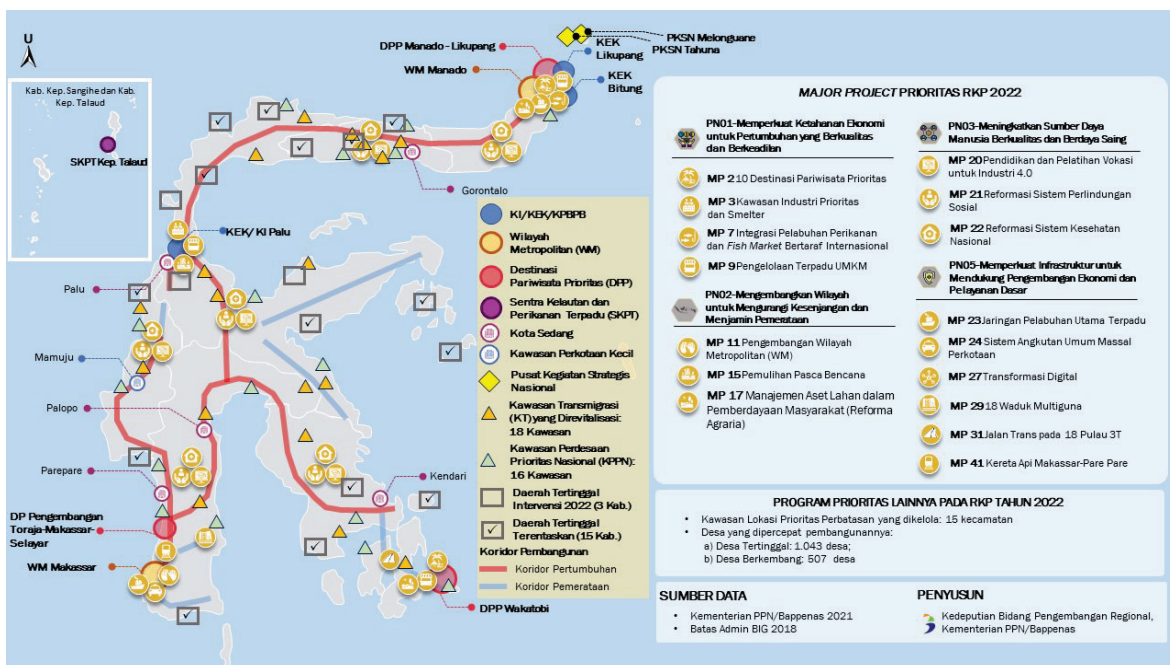 U
Kab. Kep. Sangihe dan Kab.
Kep. Talaud
SKPT Kep. Talaud
DPP Manado - Likupang
WM Manado
KEK
Likupang
KEK
Bitung
PKSN Melonguane
PKSN Tahuna
Gorontalo
KEK/ KI Palu
Palu
Mamuju
Palopo
Parepare
DP Pengembangan
Toraja-Makassar-
Selayar
WM Makassar
Kendari
DPP Wakatobi
KI/KEK/KPBPB
Wilayah
Metropolitan (WM)
Destinasi
Pariwisata Prioritas (DPP)
Sentra Kelautan dan
Perikanan Terpadu (SKPT)
Kota Sedang
Kawasan Perkotaan Kecil
Pusat Kegiatan Strategis
Nasional
Kawasan Transmigrasi
(KT) yang Direvitalisasi:
18 Kawasan
Kawasan Perdesaan
Prioritas Nasional (KPPN):
16 Kawasan
Daerah Tertinggal
Intervensi 2022 (3 Kab.)
Daerah Tertinggal
Terentaskan (15 Kab.)
Koridor Pembangunan
Koridor Pertumbuhan
Koridor Pemerataan
MAJOR PROJECT PRIORITAS RKP 2022
PN01-Memperkuat Ketahanan Ekonomi
untuk Pertumbuhan yang Berkualitas
dan Berkeadilan
MP 2 10 Destinasi Pariwisata Prioritas
MP 3 Kawasan Industri Prioritas
dan Smelter
MP 7 Integrasi Pelabuhan Perikanan
dan Fish Market Bertaraf Internasional
MP 9 Pengelolaan Terpadu UMKM
PN02-Mengembangkan Wilayah
untuk Mengurangi Kesenjangan dan
Menjamin Pemerataan
MP 11 Pengembangan Wilayah
Metropolitan (WM)
MP 15 Pemulihan Pasca Bencana
MP 17 Manajemen Aset Lahan dalam
Pemberdayaan Masyarakat (Reforma
Agraria)
PN03-Meningkatkan Sumber Daya
Manusia Berkualitas dan Berdaya Saing
MP 20 Pendidikan dan Pelatihan Vokasi
untuk Industri 4.0
MP 21 Reformasi Sistem Perlindungan
Sosial
MP 22 Reformasi Sistem Kesehatan
Nasional
PN05-Memperkuat Infrastruktur untuk
Mendukung Pengembangan Ekonomi dan
Pelayanan Dasar
MP 23 Jaringan Pelabuhan Utama Terpadu
MP 24 Sistem Angkutan Umum Massal
Perkotaan
MP 27 Transformasi Digital
MP 29 18 Waduk Multiguna
MP 31 Jalan Trans pada 18 Pulau 3T
MP 41 Kereta Api Makassar-Pare Pare
PROGRAM PRIORITAS LAINNYA PADA RKP TAHUN 2022
• Kawasan Lokasi Prioritas Perbatasan yang dikelola: 15 kecamatan
• Desa yang dipercepat pembangunannya:
a) Desa Tertinggal: 1.043 desa;
b) Desa Berkembang: 507 desa
SUMBER DATA
• Kementerian PPN/Bappenas 2021
• Batas Admin BIG 2018
PENYUSUN
Kedeputian Bidang Pengembangan Regional,
Kementerian PPN/Bappenas